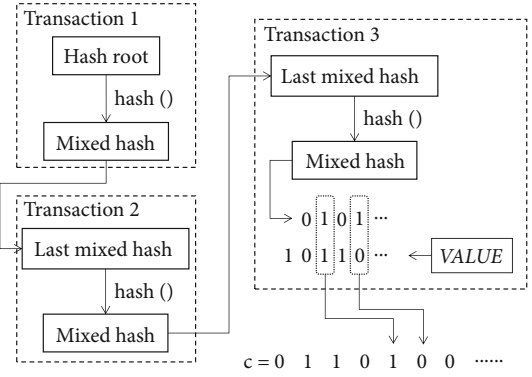 Transaction 1
Hash root
hash ()
Mixed hash
Transaction 2
Last mixed hash
hash ()
Mixed hash
Transaction 3
Last mixed hash
hash ()
Mixed hash
0 1 0 1 ...
1 0 1 1 0 ...
VALUE
c = 0 1 1 0 1 0 0 ......